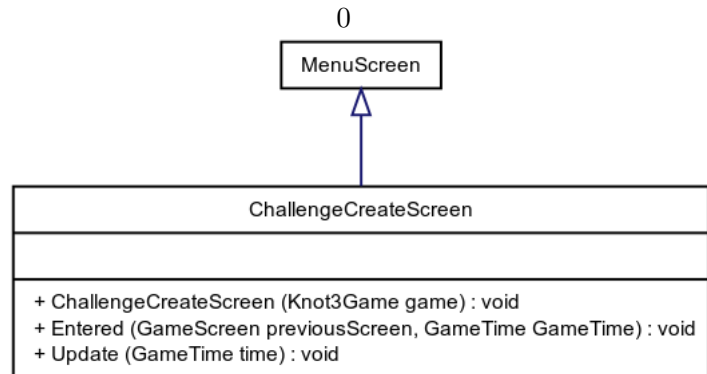 0
MenuScreen
ChallengeCreateScreen
+ ChallengeCreateScreen (Knot3Game game) : void
+ Entered (GameScreen previousScreen, GameTime GameTime) : void
+ Update (GameTime time) : void